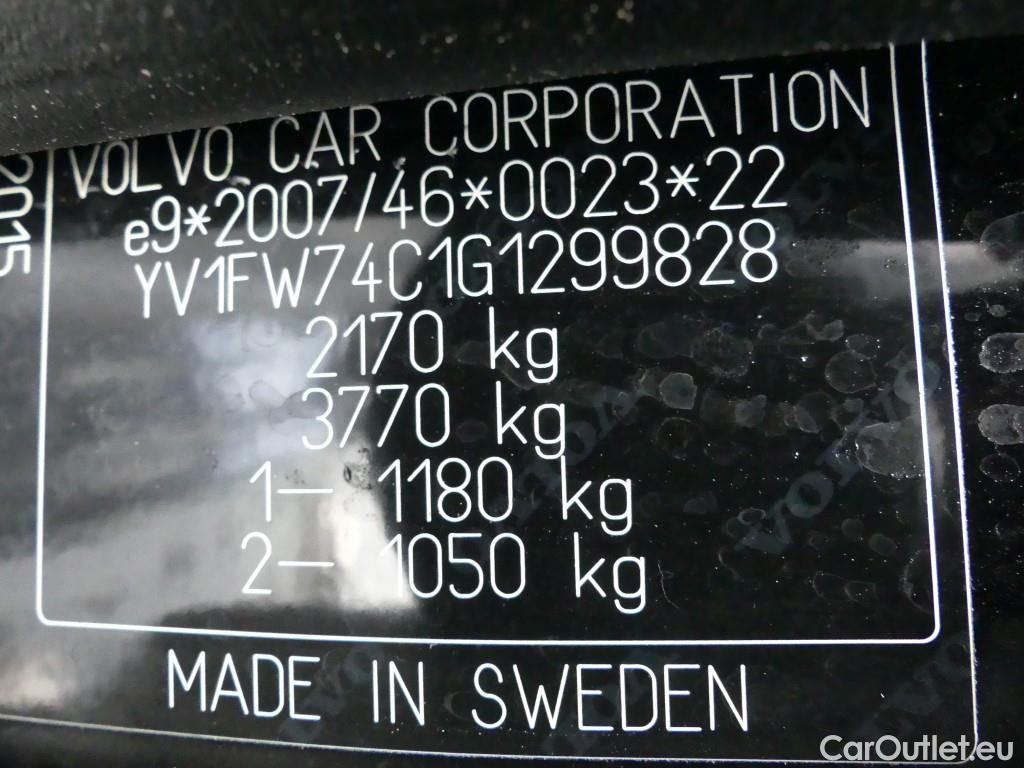 VOLVO CAR CORPORATION
e9*2007/46*0023*22
YV1FW74C1G1299828
2170 kg
3770 kg
1— 1180 kg
2— 1050 kg
MADE IN SWEDEN
2015
CarOutlet.eu